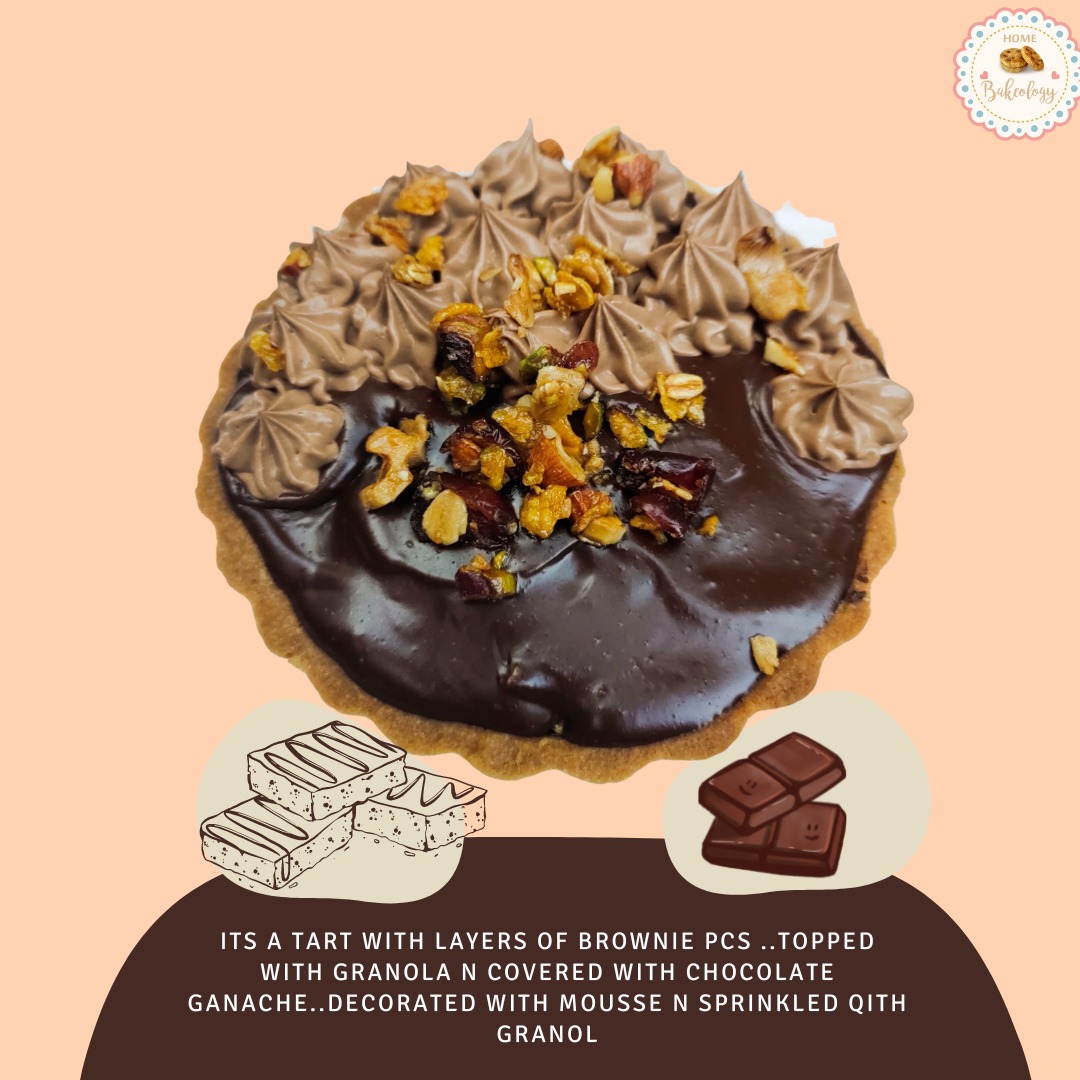 HOME
Bakeology
ITS A TART WITH LAYERS OF BROWNIE PCS ..TOPPED
WITH GRANOLA N COVERED WITH CHOCOLATE
GANACHE..DECORATED WITH MOUSSE N SPRINKLED QITH
GRANOL